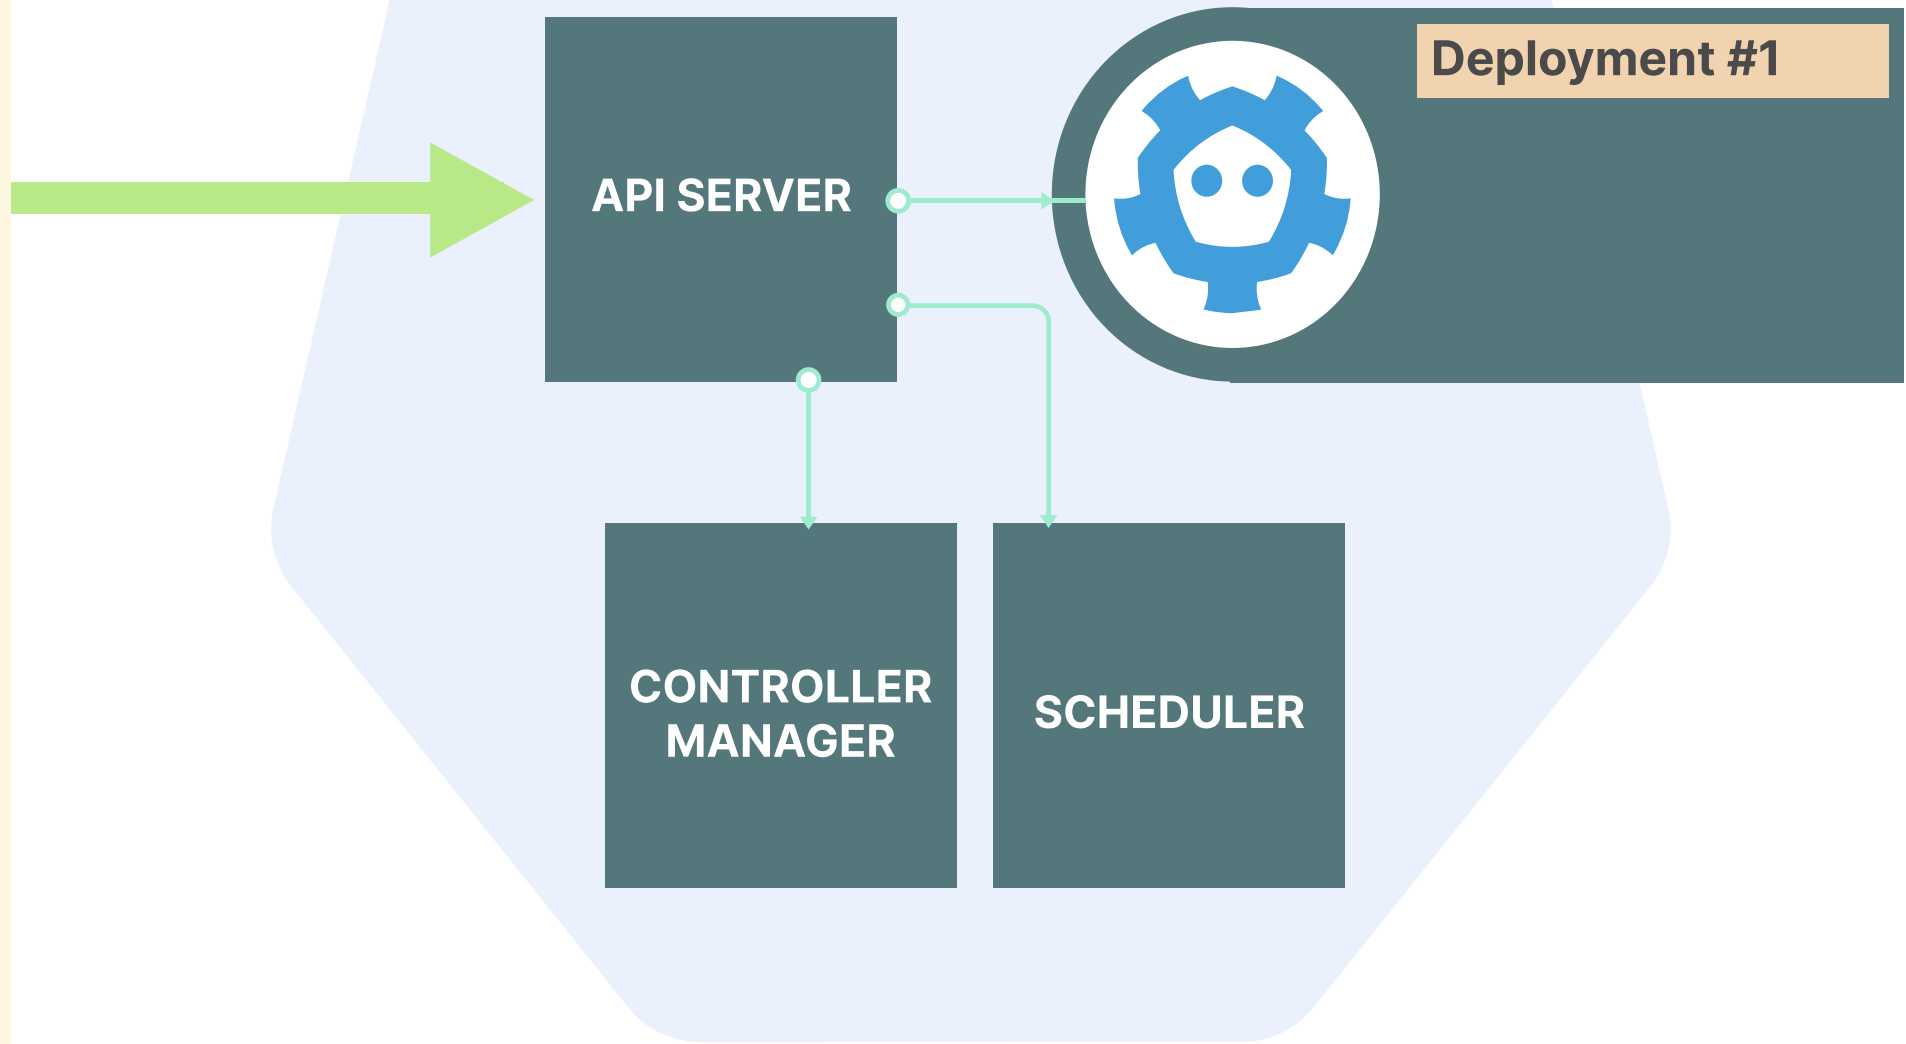 API SERVER
Deployment #1
CONTROLLER
MANAGER
SCHEDULER